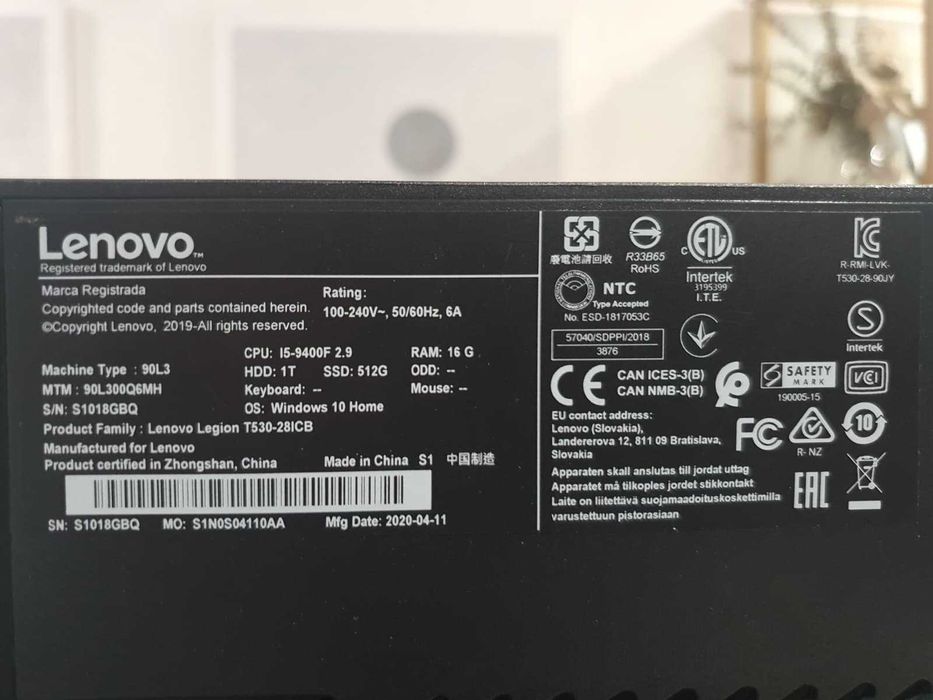 Lenovo™
Registered trademark of Lenovo
Marca Registrada
Copyrighted code and parts contained herein.
©Copyright Lenovo, 2019-All rights reserved.
Rating:
100-240V~, 50/60Hz, 6A
CPU: I5-9400F 2.9 RAM: 16 G
Machine Type : 90L3 HDD: 1T SSD: 512G ODD: --
MTM : 90L300Q6MH Keyboard: -- Mouse: --
S/N: S1018GBQ OS: Windows 10 Home
Product Family : Lenovo Legion T530-28ICB
Manufactured for Lenovo
Product certified in Zhongshan, China Made in China S1 中国制造
SN: S1018GBQ MO: S1N0S04110AA Mfg Date: 2020-04-11
廢電池請回收
R33B65
RoHS
C ETL US
Intertek
3195399
I.T.E.
R-RMI-LVK-
T530-28-90JY
NTC
Type Accepted
No. ESD-1817053C
57040/SDPPI/2018
3876
S
Intertek
CE
CAN ICES-3(B)
CAN NMB-3(B)
SAFETY
MARK
190005-15
VCI
EU contact address:
Lenovo (Slovakia),
Landererova 12, 811 09 Bratislava,
Slovakia
FC
R- NZ
10
Apparaten skall anslutas till jordat uttag
Apparatet må tilkoples jordet stikkontakt
Laite on liitettävä suojamaadoituskoskettimilla
varustettuun pistorasiaan
EAC